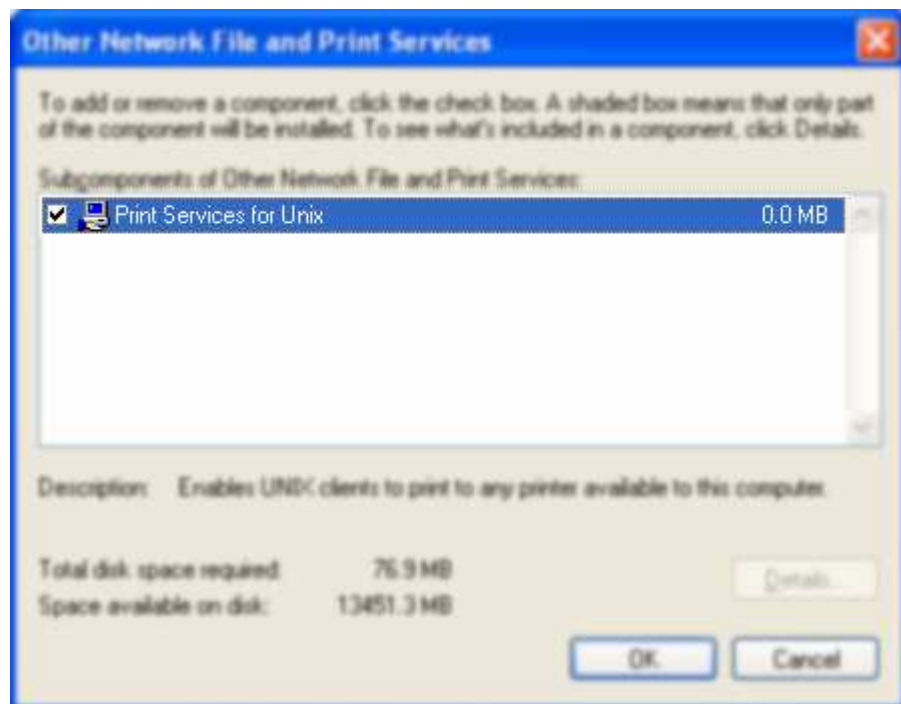 Other Network File and Print Services
To add or remove a component, click the check box. A shaded box means that only part
of the component will be installed. To see what's included in a component, click Details.
Subcomponents of Other Network File and Print Services:
Print Services for Unix 0.0 MB
Description: Enables UNIX clients to print to any printer available to this computer.
Total disk space required: 76.9 MB
Space available on disk: 13451.3 MB
Details...
OK Cancel